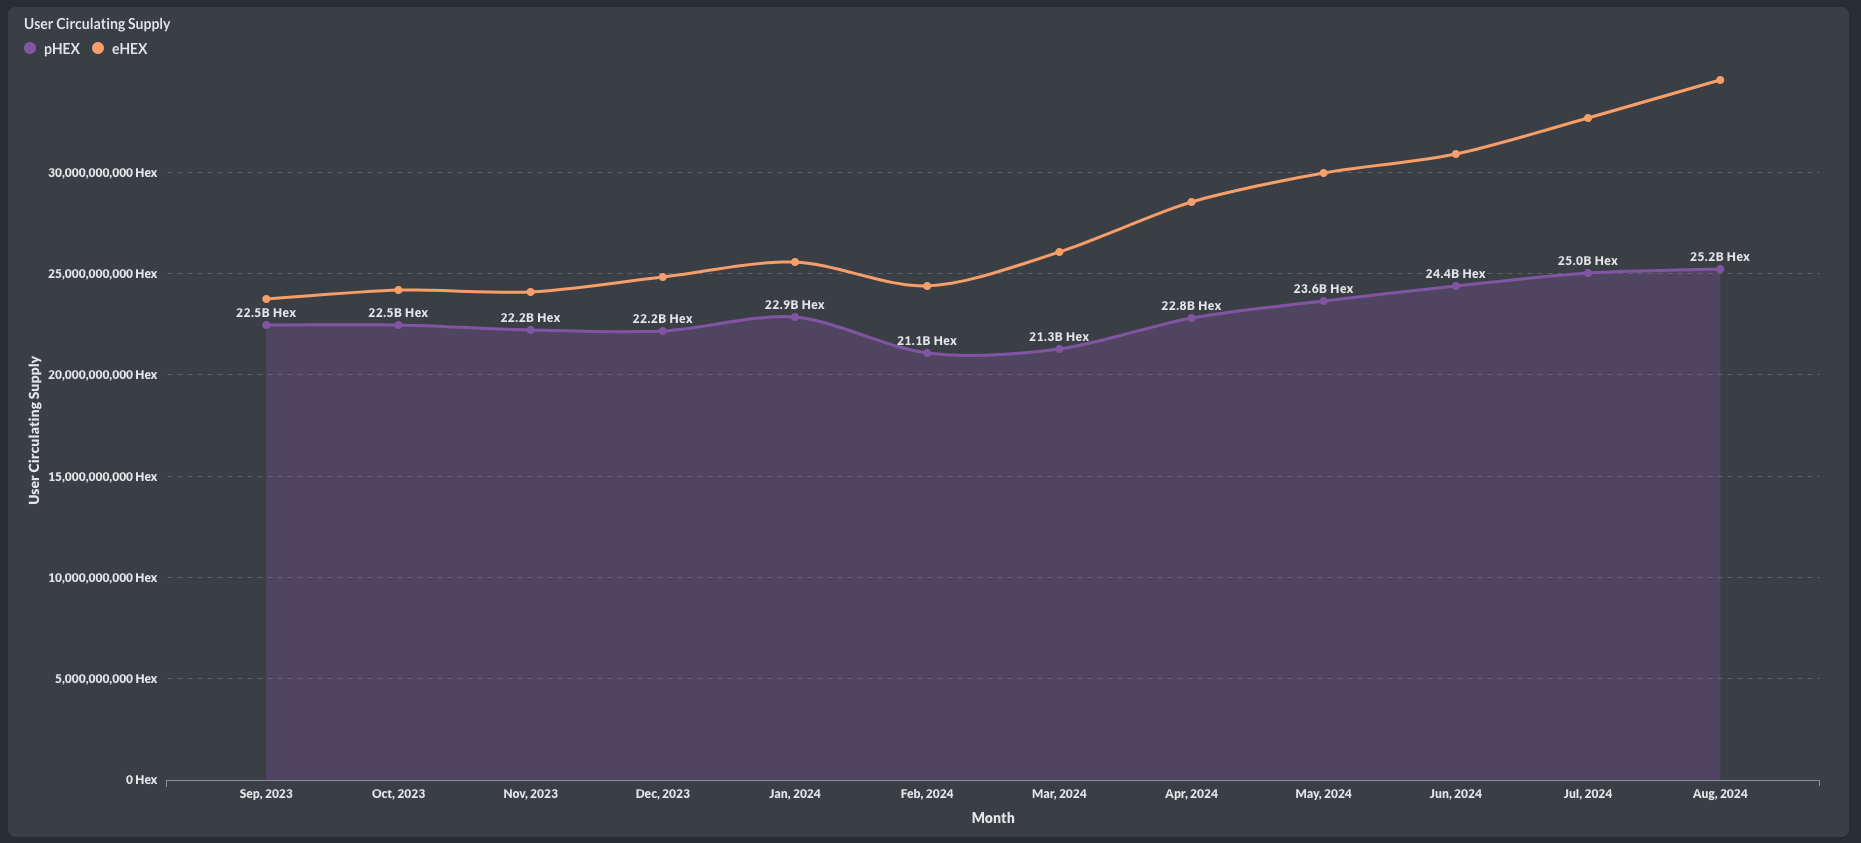 User Circulating Supply
pHEX eHEX
30,000,000,000 Hex
25,000,000,000 Hex
20,000,000,000 Hex
15,000,000,000 Hex
10,000,000,000 Hex
5,000,000,000 Hex
0 Hex
User Circulating Supply
22.5B Hex
22.5B Hex
22.2B Hex
22.2B Hex
22.9B Hex
21.1B Hex
21.3B Hex
22.8B Hex
23.6B Hex
24.4B Hex
25.0B Hex
25.2B Hex
Sep, 2023
Oct, 2023
Nov, 2023
Dec, 2023
Jan, 2024
Feb, 2024
Mar, 2024
Apr, 2024
May, 2024
Jun, 2024
Jul, 2024
Aug, 2024
Month